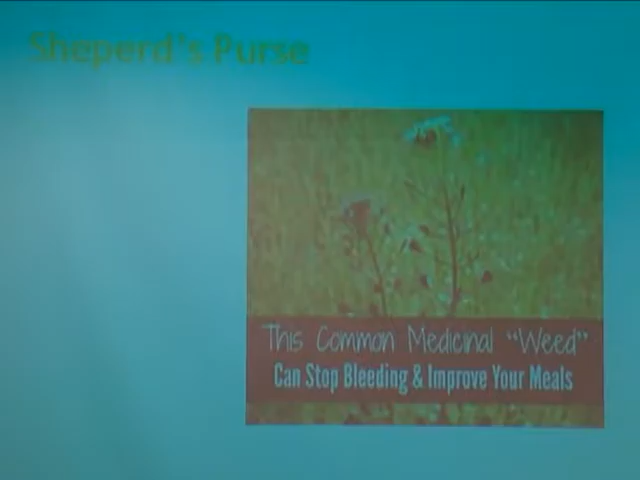 Sheperd's Purse
This Common Medicinal “Weed”
Can Stop Bleeding & Improve Your Meals